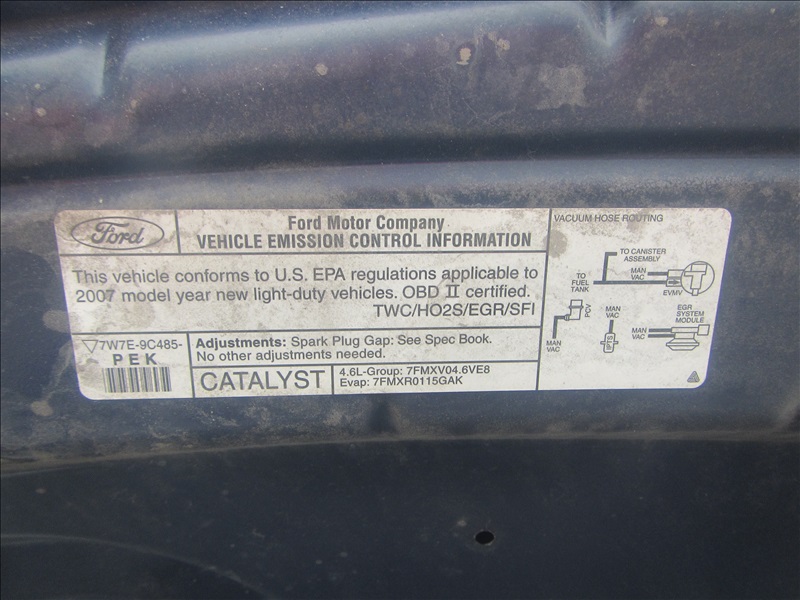 Ford
Ford Motor Company
VEHICLE EMISSION CONTROL INFORMATION
This vehicle conforms to U.S. EPA regulations applicable to
2007 model year new light-duty vehicles. OBD II certified.
TWC/HO2S/EGR/SFI
7W7E-9C485-
PEK
Adjustments: Spark Plug Gap: See Spec Book.
No other adjustments needed.
CATALYST
4.6L-Group: 7FMXV04.6VE8
Evap: 7FMXR0115GAK
VACUUM HOSE ROUTING
TO CANISTER
ASSEMBLY
TO
FUEL
TANK
MAN
VAC
EVMV
PCV
MAN
VAC
MAN
VAC
EGR
SYSTEM
MODULE
MAN
VAC